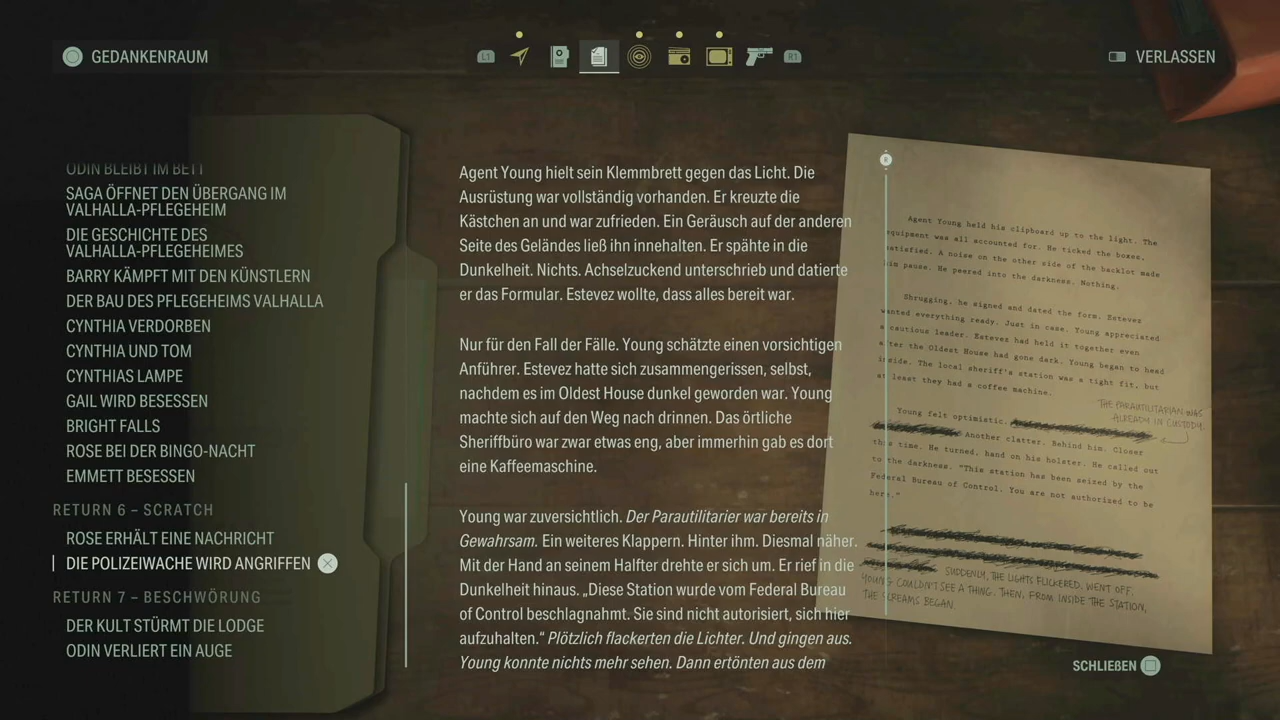 GEDANKENRAUM
L1
R1
VERLASSEN
ODIN BLEIBT IM BETT
SAGA ÖFFNET DEN ÜBERGANG IM
VALHALLA-PFLEGEHEIM
DIE GESCHICHTE DES
VALHALLA-PFLEGEHEIMES
BARRY KÄMPFT MIT DEN KÜNSTLERN
DER BAU DES PFLEGEHEIMS VALHALLA
CYNTHIA VERDORBEN
CYNTHIA UND TOM
CYNTHIAS LAMPE
GAIL WIRD BESESSEN
BRIGHT FALLS
ROSE BEI DER BINGO-NACHT
EMMETT BESESSEN
RETURN 6 – SCRATCH
ROSE ERHÄLT EINE NACHRICHT
DIE POLIZEIWACHE WIRD ANGRIFFEN
RETURN 7 – BESCHWÖRUNG
DER KULT STÜRMT DIE LODGE
ODIN VERLIERT EIN AUGE
Agent Young hielt sein Klemmbrett gegen das Licht. Die
Ausrüstung war vollständig vorhanden. Er kreuzte die
Kästchen an und war zufrieden. Ein Geräusch auf der anderen
Seite des Geländes ließ ihn innehalten. Er spähte in die
Dunkelheit. Nichts. Achselzuckend unterschrieb und datierte
er das Formular. Estevez wollte, dass alles bereit war.
Nur für den Fall der Fälle. Young schätzte einen vorsichtigen
Anführer. Estevez hatte sich zusammengerissen, selbst,
nachdem es im Oldest House dunkel geworden war. Young
machte sich auf den Weg nach drinnen. Das örtliche
Sheriffbüro war zwar etwas eng, aber immerhin gab es dort
eine Kaffeemaschine.
Young war zuversichtlich. Der Parautilitarier war bereits in
Gewahrsam. Ein weiteres Klappern. Hinter ihm. Diesmal näher.
Mit der Hand an seinem Halfter drehte er sich um. Er rief in die
Dunkelheit hinaus. „Diese Station wurde vom Federal Bureau
of Control beschlagnahmt. Sie sind nicht autorisiert, sich hier
aufzuhalten.“ Plötzlich flackerten die Lichter. Und gingen aus.
Young konnte nichts mehr sehen. Dann ertönten aus dem
R
Agent Young held his clipboard up to the light. The
equipment was all accounted for. He ticked the boxes,
satisfied. A noise on the other side of the backlot made
him pause. He peered into the darkness. Nothing.
Shrugging, he signed and dated the form. Estevez
wanted everything ready. Just in case. Young appreciated
a cautious leader. Estevez had held it together even
after the Oldest House had gone dark. Young began to head
inside. The local sheriff's station was a tight fit, but
at least they had a coffee machine.
THE PARAUTILITARIAN WAS
ALREADY IN CUSTODY.
Young felt optimistic.
Another clatter. Behind him. Closer
this time. He turned, hand on his holster. He called out
to the darkness. "This station has been seized by the
Federal Bureau of Control. You are not authorized to be
here."
SUDDENLY, THE LIGHTS FLICKERED. WENT OFF.
YOUNG COULDN'T SEE A THING. THEN, FROM INSIDE THE STATION,
THE SCREAMS BEGAN.
SCHLIEẞEN